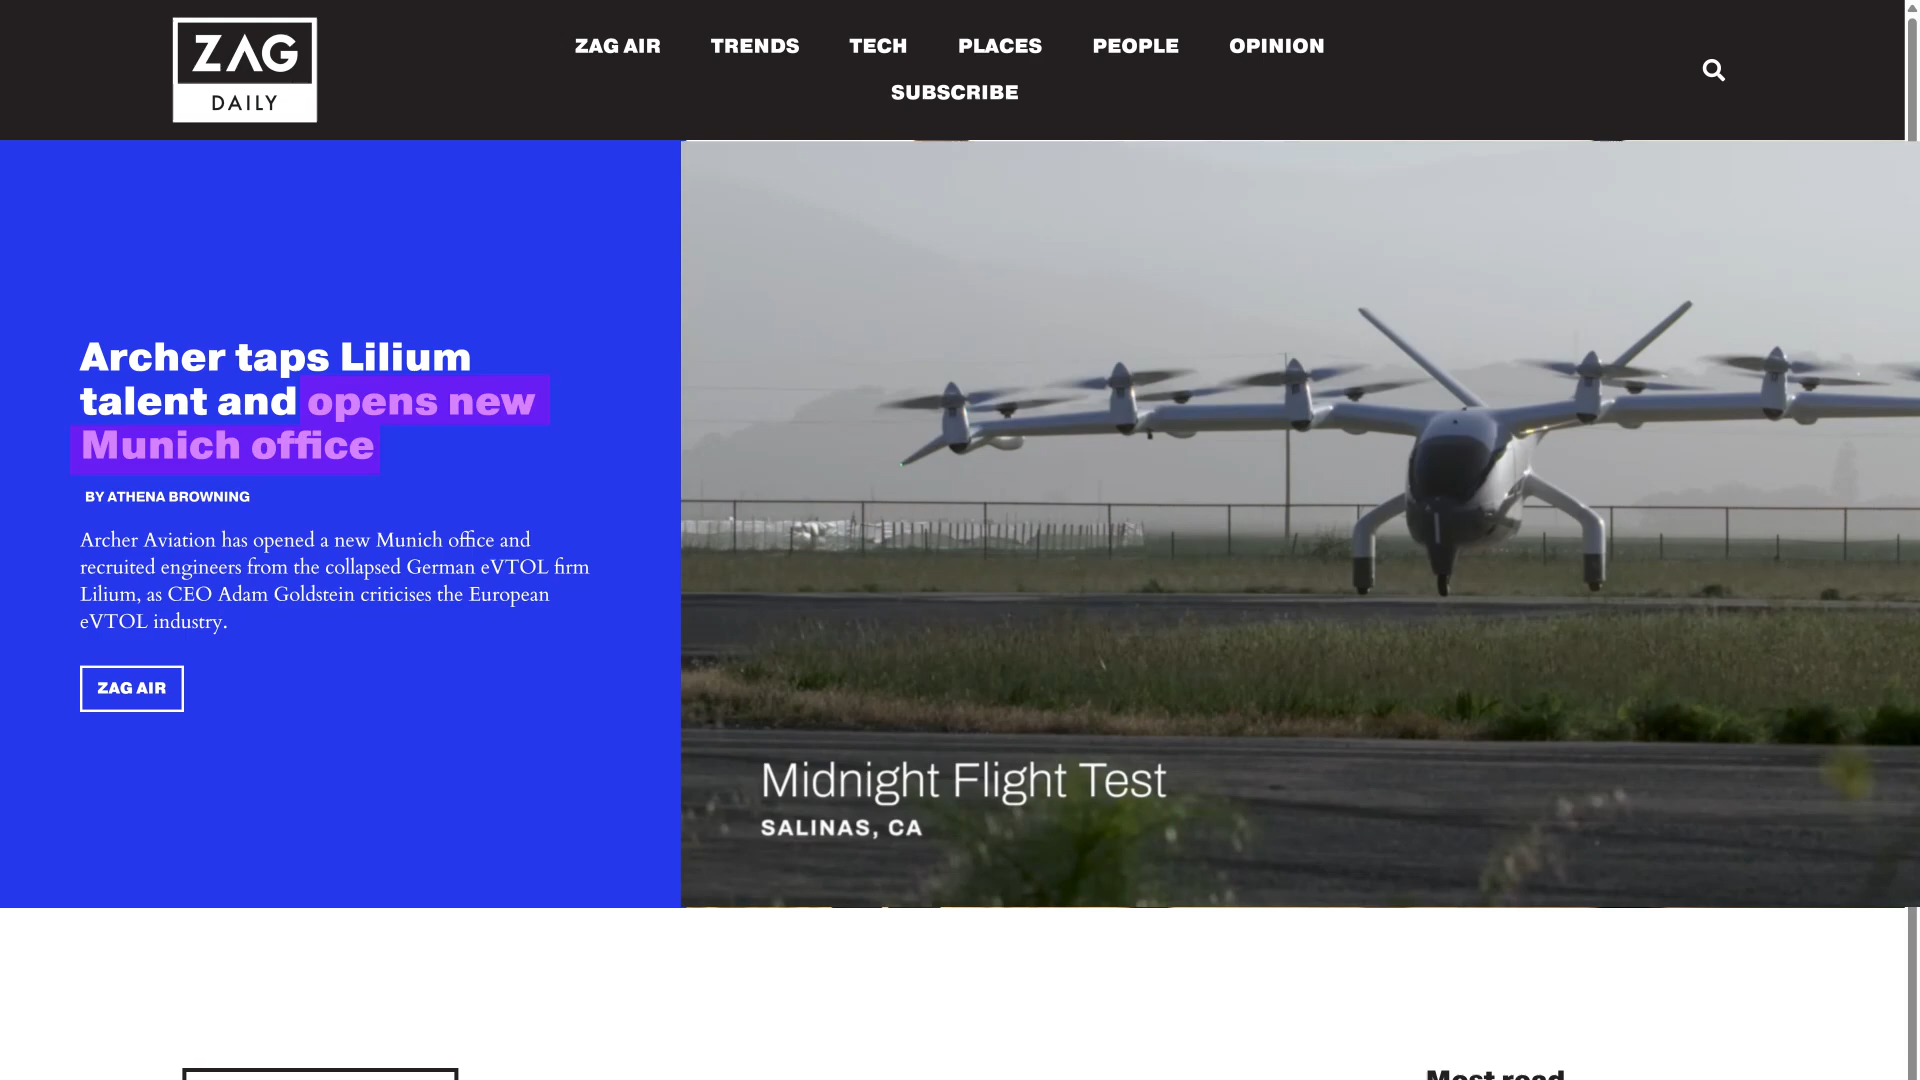 ZAG
DAILY
ZAG AIR TRENDS TECH PLACES PEOPLE OPINION
SUBSCRIBE
Archer taps Lilium
talent and opens new
Munich office
BY ATHENA BROWNING
Archer Aviation has opened a new Munich office and
recruited engineers from the collapsed German eVTOL firm
Lilium, as CEO Adam Goldstein criticises the European
eVTOL industry.
ZAG AIR
Midnight Flight Test
SALINAS, CA
Most read